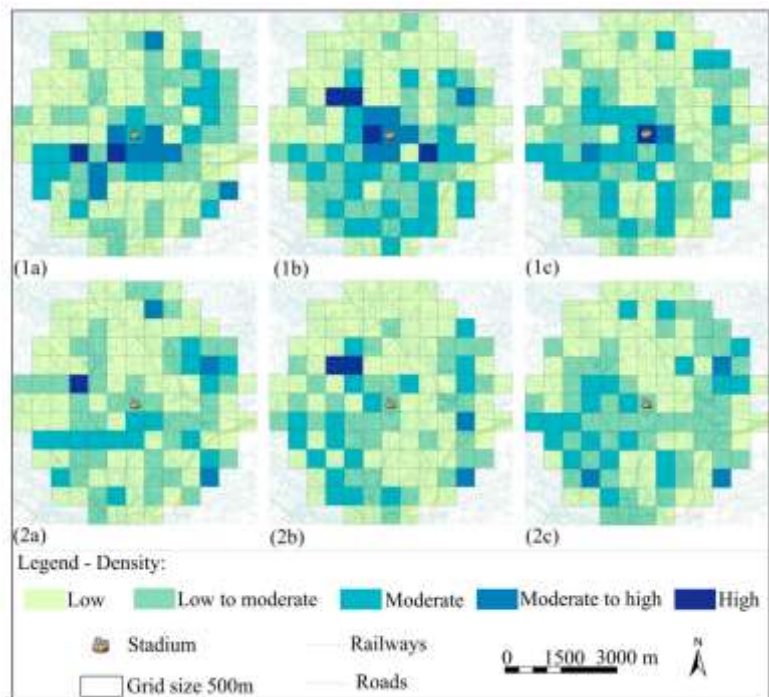 (1a) (1b) (1c)
(2a) (2b) (2c)
Legend - Density:
Low Low to moderate Moderate Moderate to high High
Stadium Railways
N
0 1500 3000 m
Grid size 500m Roads